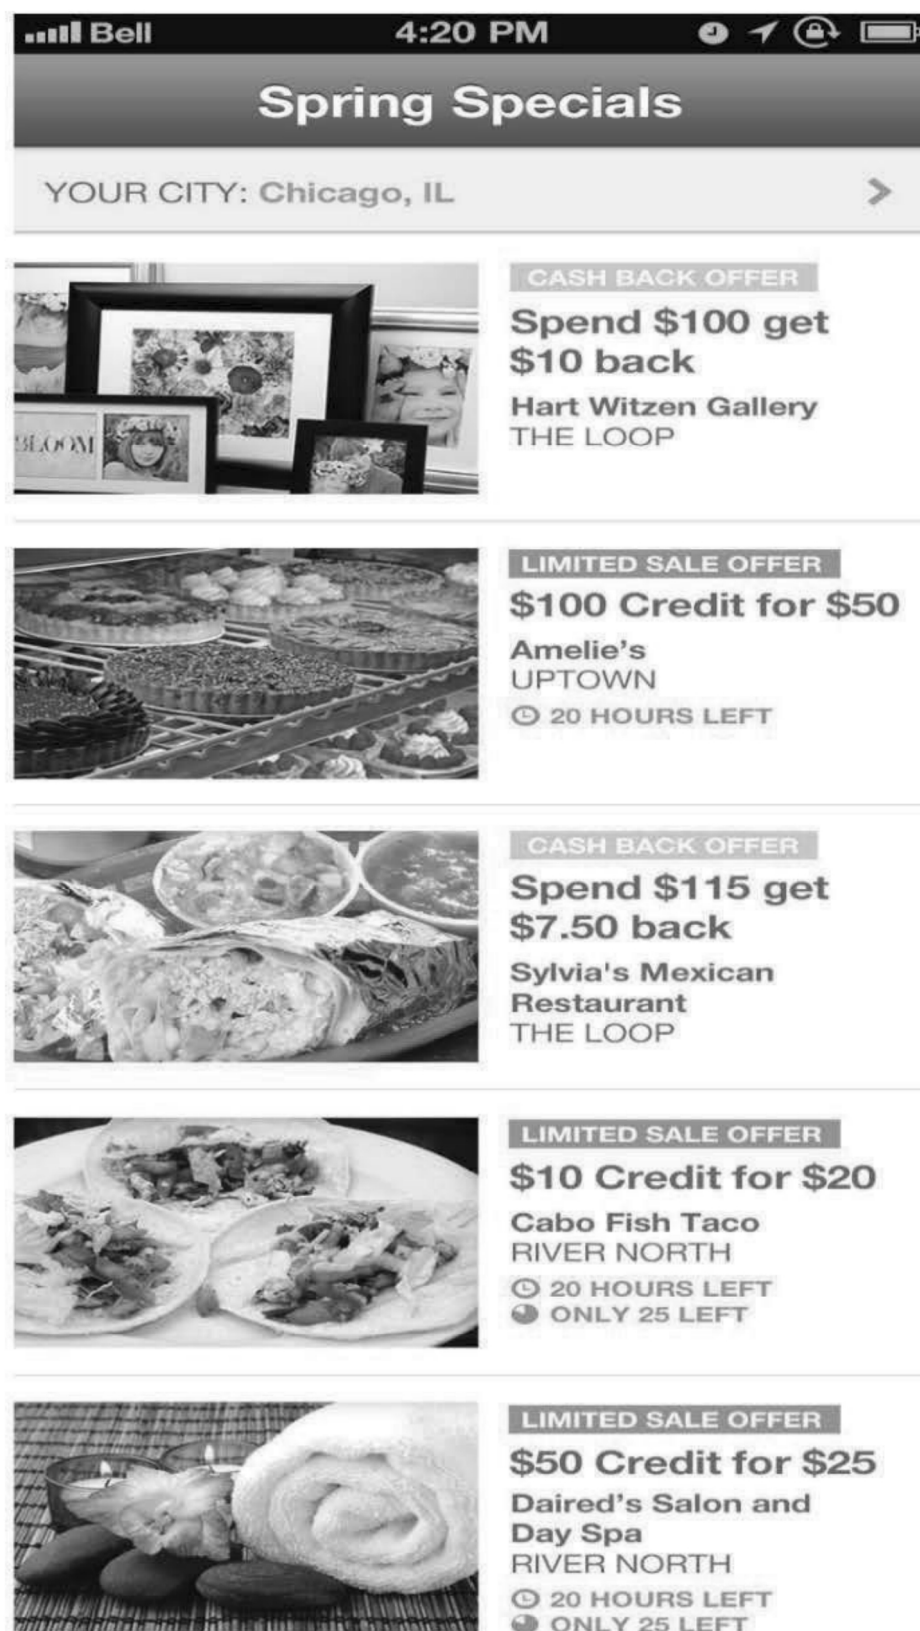 Bell 4:20 PM
Spring Specials
YOUR CITY: Chicago, IL
BLOOM
CASH BACK OFFER
Spend $100 get
$10 back
Hart Witzen Gallery
THE LOOP
LIMITED SALE OFFER
$100 Credit for $50
Amelie's
UPTOWN
20 HOURS LEFT
CASH BACK OFFER
Spend $115 get
$7.50 back
Sylvia's Mexican
Restaurant
THE LOOP
LIMITED SALE OFFER
$10 Credit for $20
Cabo Fish Taco
RIVER NORTH
20 HOURS LEFT
ONLY 25 LEFT
LIMITED SALE OFFER
$50 Credit for $25
Daired's Salon and
Day Spa
RIVER NORTH
20 HOURS LEFT
ONLY 25 LEFT